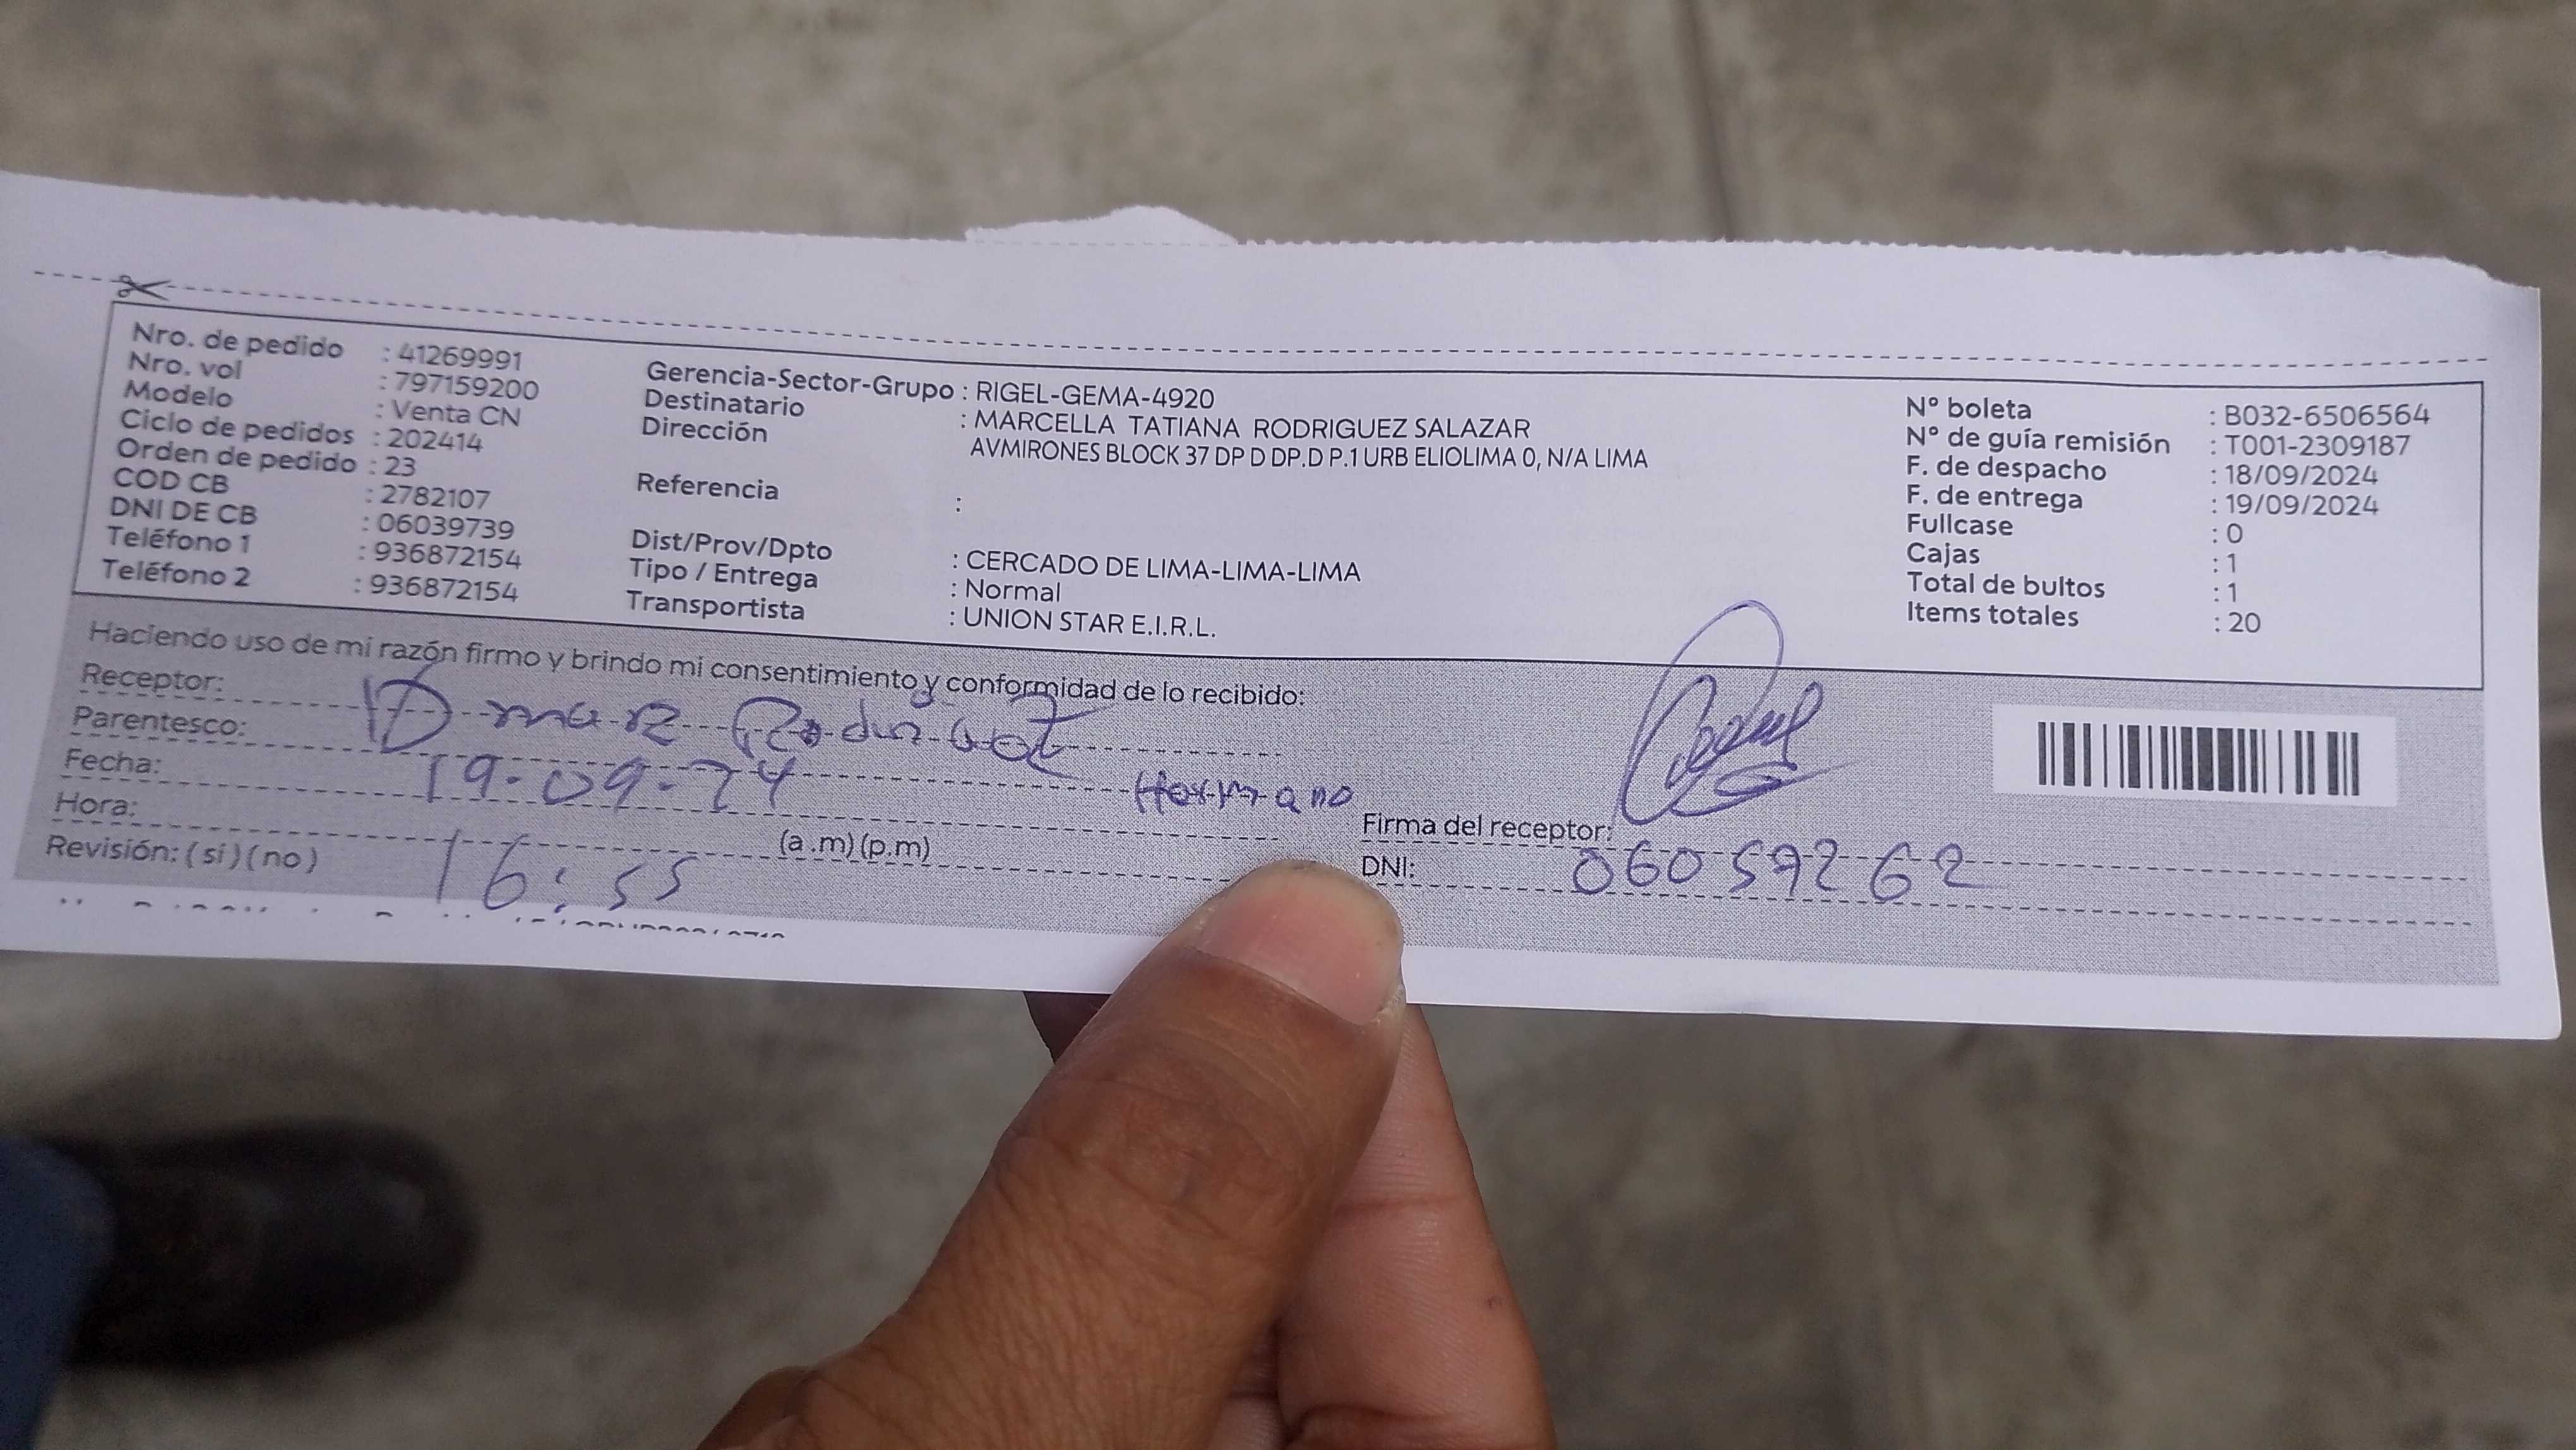 Nro. de pedido : 41269991
Nro. vol : 797159200
Modelo : Venta CN
Ciclo de pedidos : 202414
Orden de pedido : 23
COD CB : 2782107
DNI DE CB : 06039739
Teléfono 1 : 936872154
Teléfono 2 : 936872154
Gerencia-Sector-Grupo : RIGEL-GEMA-4920
Destinatario : MARCELLA TATIANA RODRIGUEZ SALAZAR
Dirección
AVMIRONES BLOCK 37 DP D DP.D P.1 URB ELIOLIMA 0, N/A LIMA
Referencia :
Dist/Prov/Dpto : CERCADO DE LIMA-LIMA-LIMA
Tipo / Entrega : Normal
Transportista : UNION STAR E.I.R.L.
N° boleta : B032-6506564
N° de guía remisión : T001-2309187
F. de despacho : 18/09/2024
F. de entrega : 19/09/2024
Fullcase : 0
Cajas : 1
Total de bultos : 1
Items totales : 20
Haciendo uso de mi razón firmo y brindo mi consentimiento y conformidad de lo recibido:
Receptor:
Parentesco: Hermano
Fecha: 19-09-24
Hora: 16:55 (a .m) (p.m)
Revisión: ( si ) ( no )
Firma del receptor:
DNI: 06057262